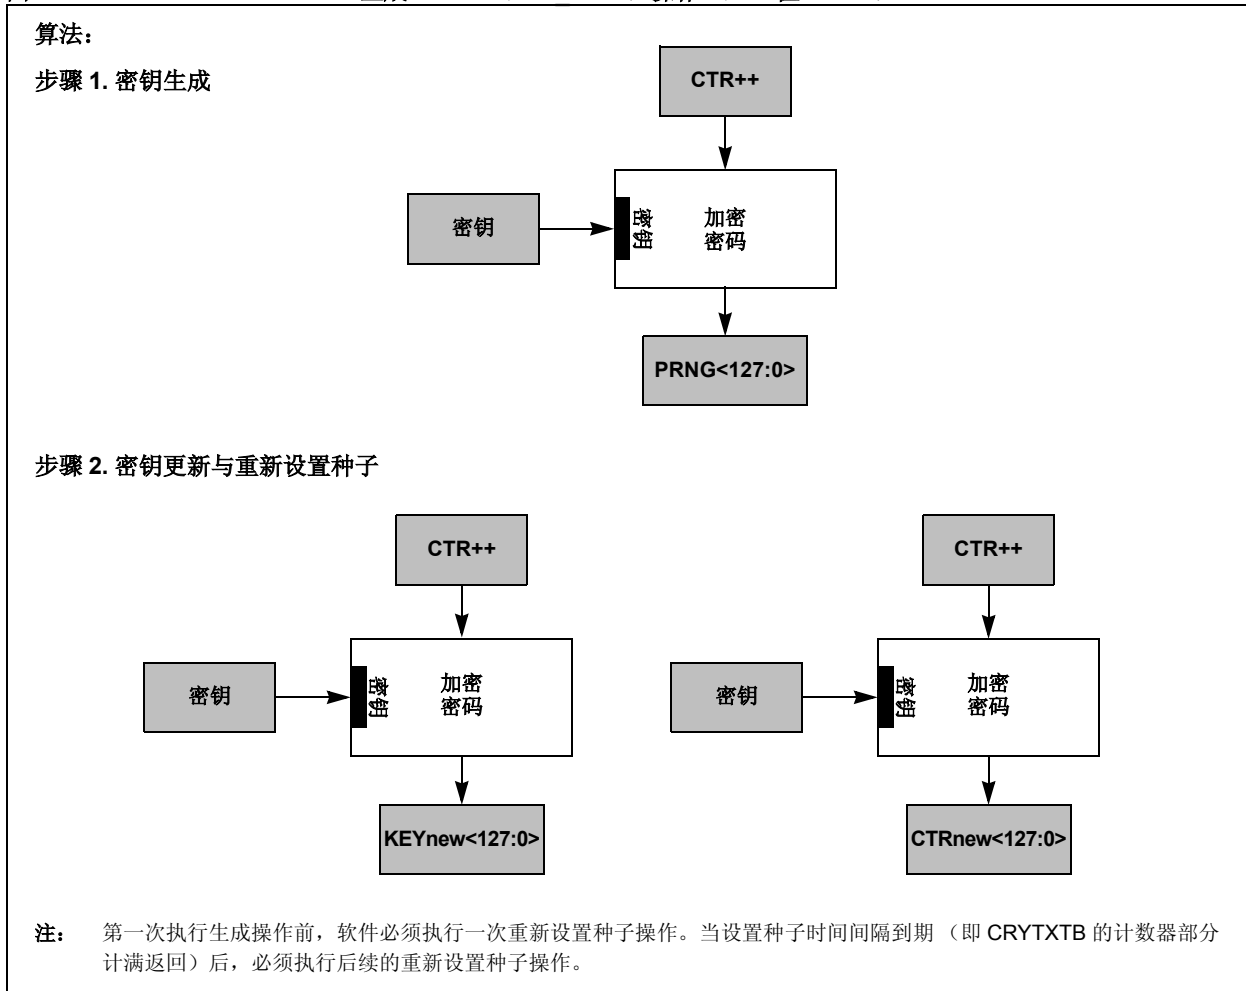 算法：
步骤 1. 密钥生成
CTR++
密钥
密钥
加密
密码
PRNG<127:0>
步骤 2. 密钥更新与重新设置种子
CTR++
CTR++
密钥
密钥
加密
密码
密钥
密钥
加密
密码
KEYnew<127:0>
CTRnew<127:0>
注： 第一次执行生成操作前，软件必须执行一次重新设置种子操作。当设置种子时间间隔到期 （即 CRYTXTB 的计数器部分
计满返回）后，必须执行后续的重新设置种子操作。